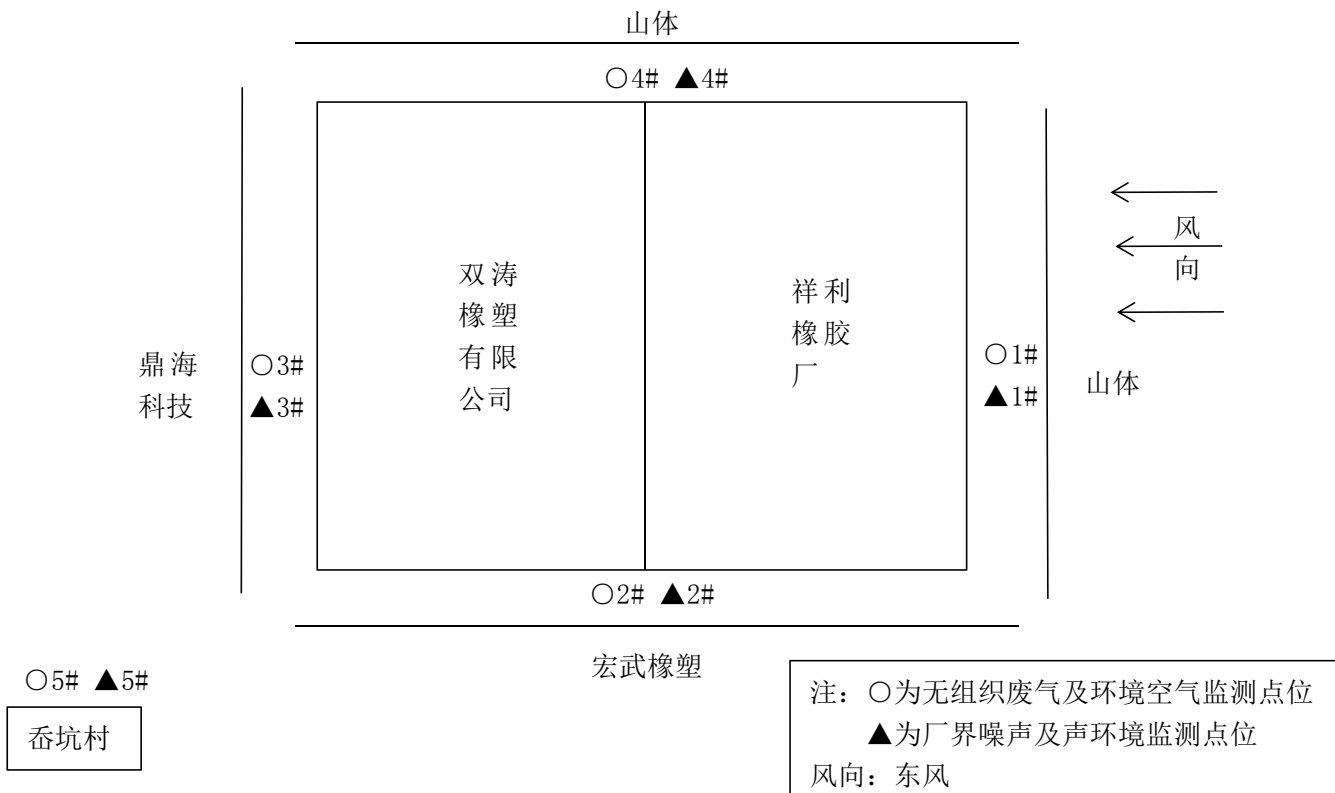 山体
○4# ▲4#
风
向
双涛
橡塑
有限
公司
祥利
橡胶
厂
鼎海
科技
○3#
▲3#
○1#
▲1#
山体
○2# ▲2#
宏武橡塑
○5# ▲5#
岙坑村
注：○为无组织废气及环境空气监测点位
▲为厂界噪声及声环境监测点位
风向：东风